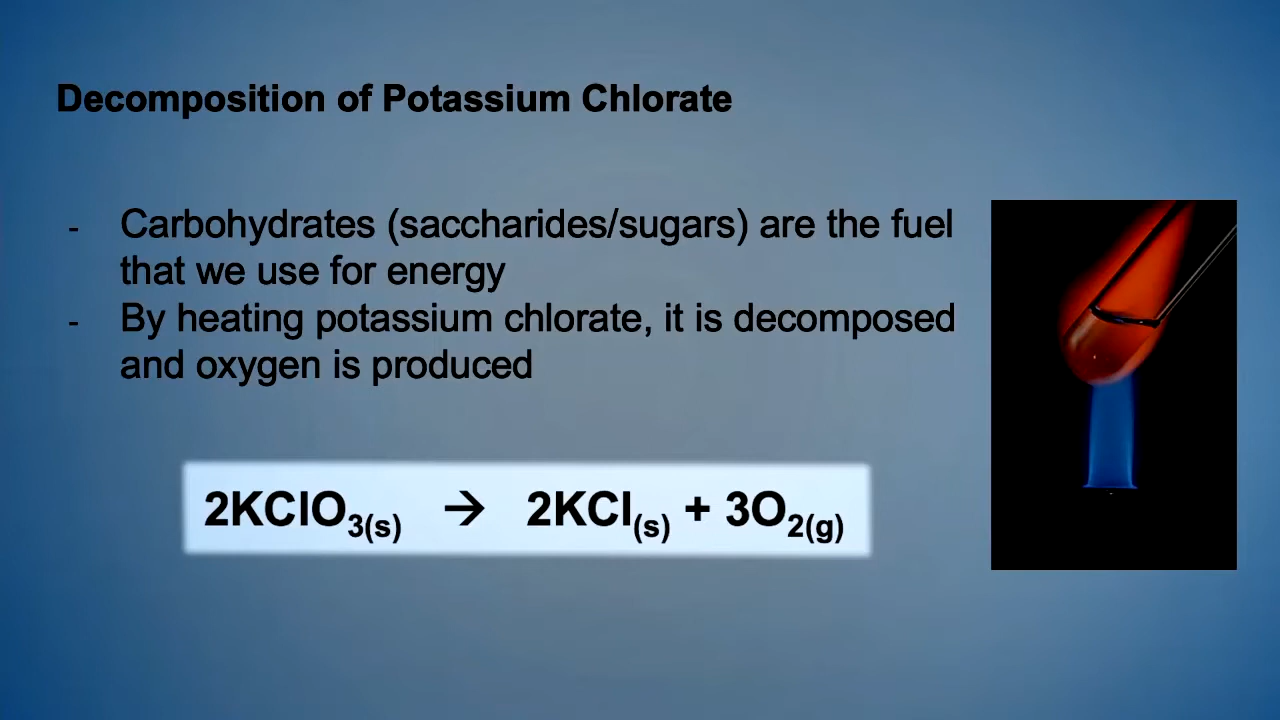 Decomposition of Potassium Chlorate
- Carbohydrates (saccharides/sugars) are the fuel
that we use for energy
- By heating potassium chlorate, it is decomposed
and oxygen is produced
2KClO₃₍ₛ₎ → 2KCl₍ₛ₎ + 3O₂(g)